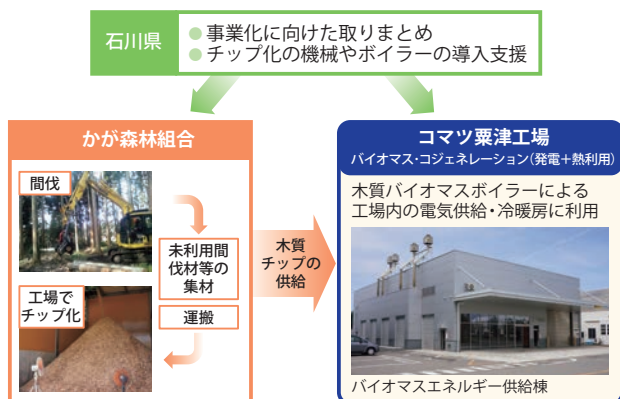 石川県
● 事業化に向けた取りまとめ
● チップ化の機械やボイラーの導入支援
かが森林組合
間伐
未利用間
伐材等の
集材
運搬
工場で
チップ化
木質
チップの
供給
コマツ粟津工場
バイオマス・コジェネレーション(発電+熱利用)
木質バイオマスボイラーによる
工場内の電気供給・冷暖房に利用
バイオマスエネルギー供給棟